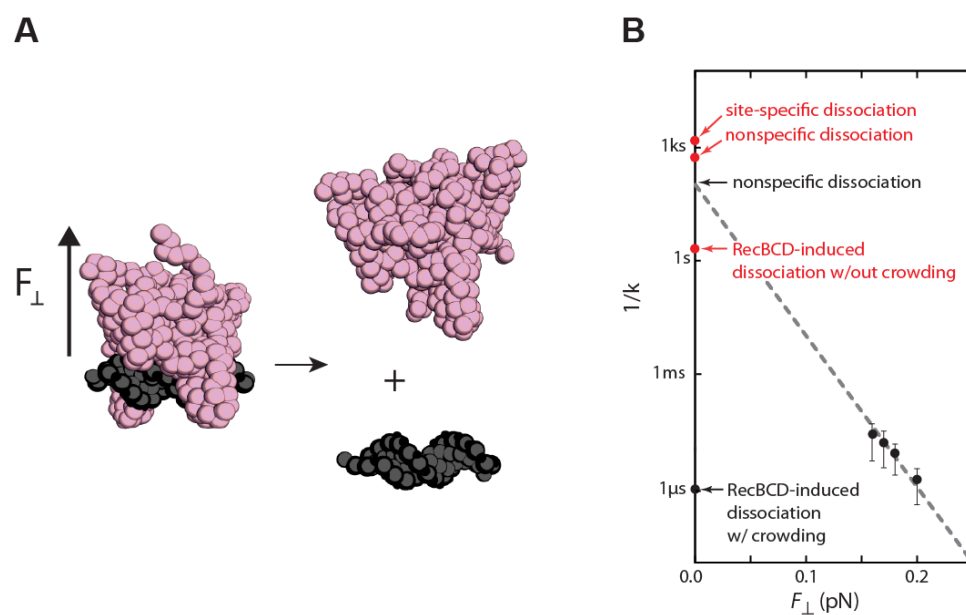 A
B
F⊥
+
site-specific dissociation
nonspecific dissociation
1ks
nonspecific dissociation
RecBCD-induced
dissociation w/out crowding
1s
1/k
1ms
1μs
RecBCD-induced
dissociation
w/ crowding
0.0
0.1
0.2
F⊥ (pN)